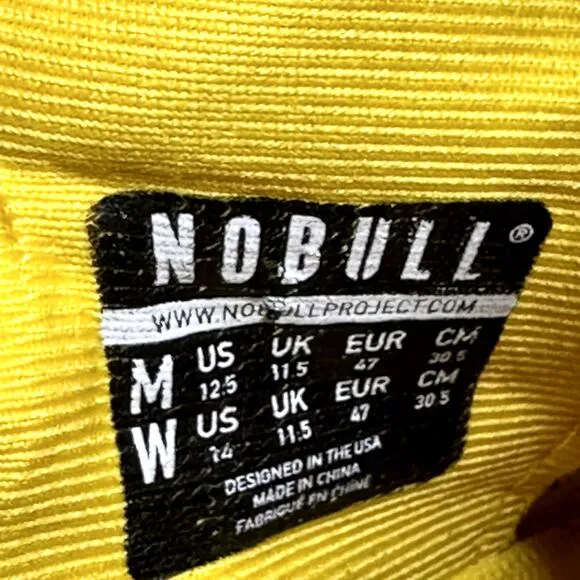 NOBULL®
WWW.NOBULLPROJECT.COM
M US UK EUR CM
12.5 11.5 47 30.5
W US UK EUR CM
14 11.5 47 30.5
DESIGNED IN THE USA
MADE IN CHINA
FABRIQUÉ EN CHINE